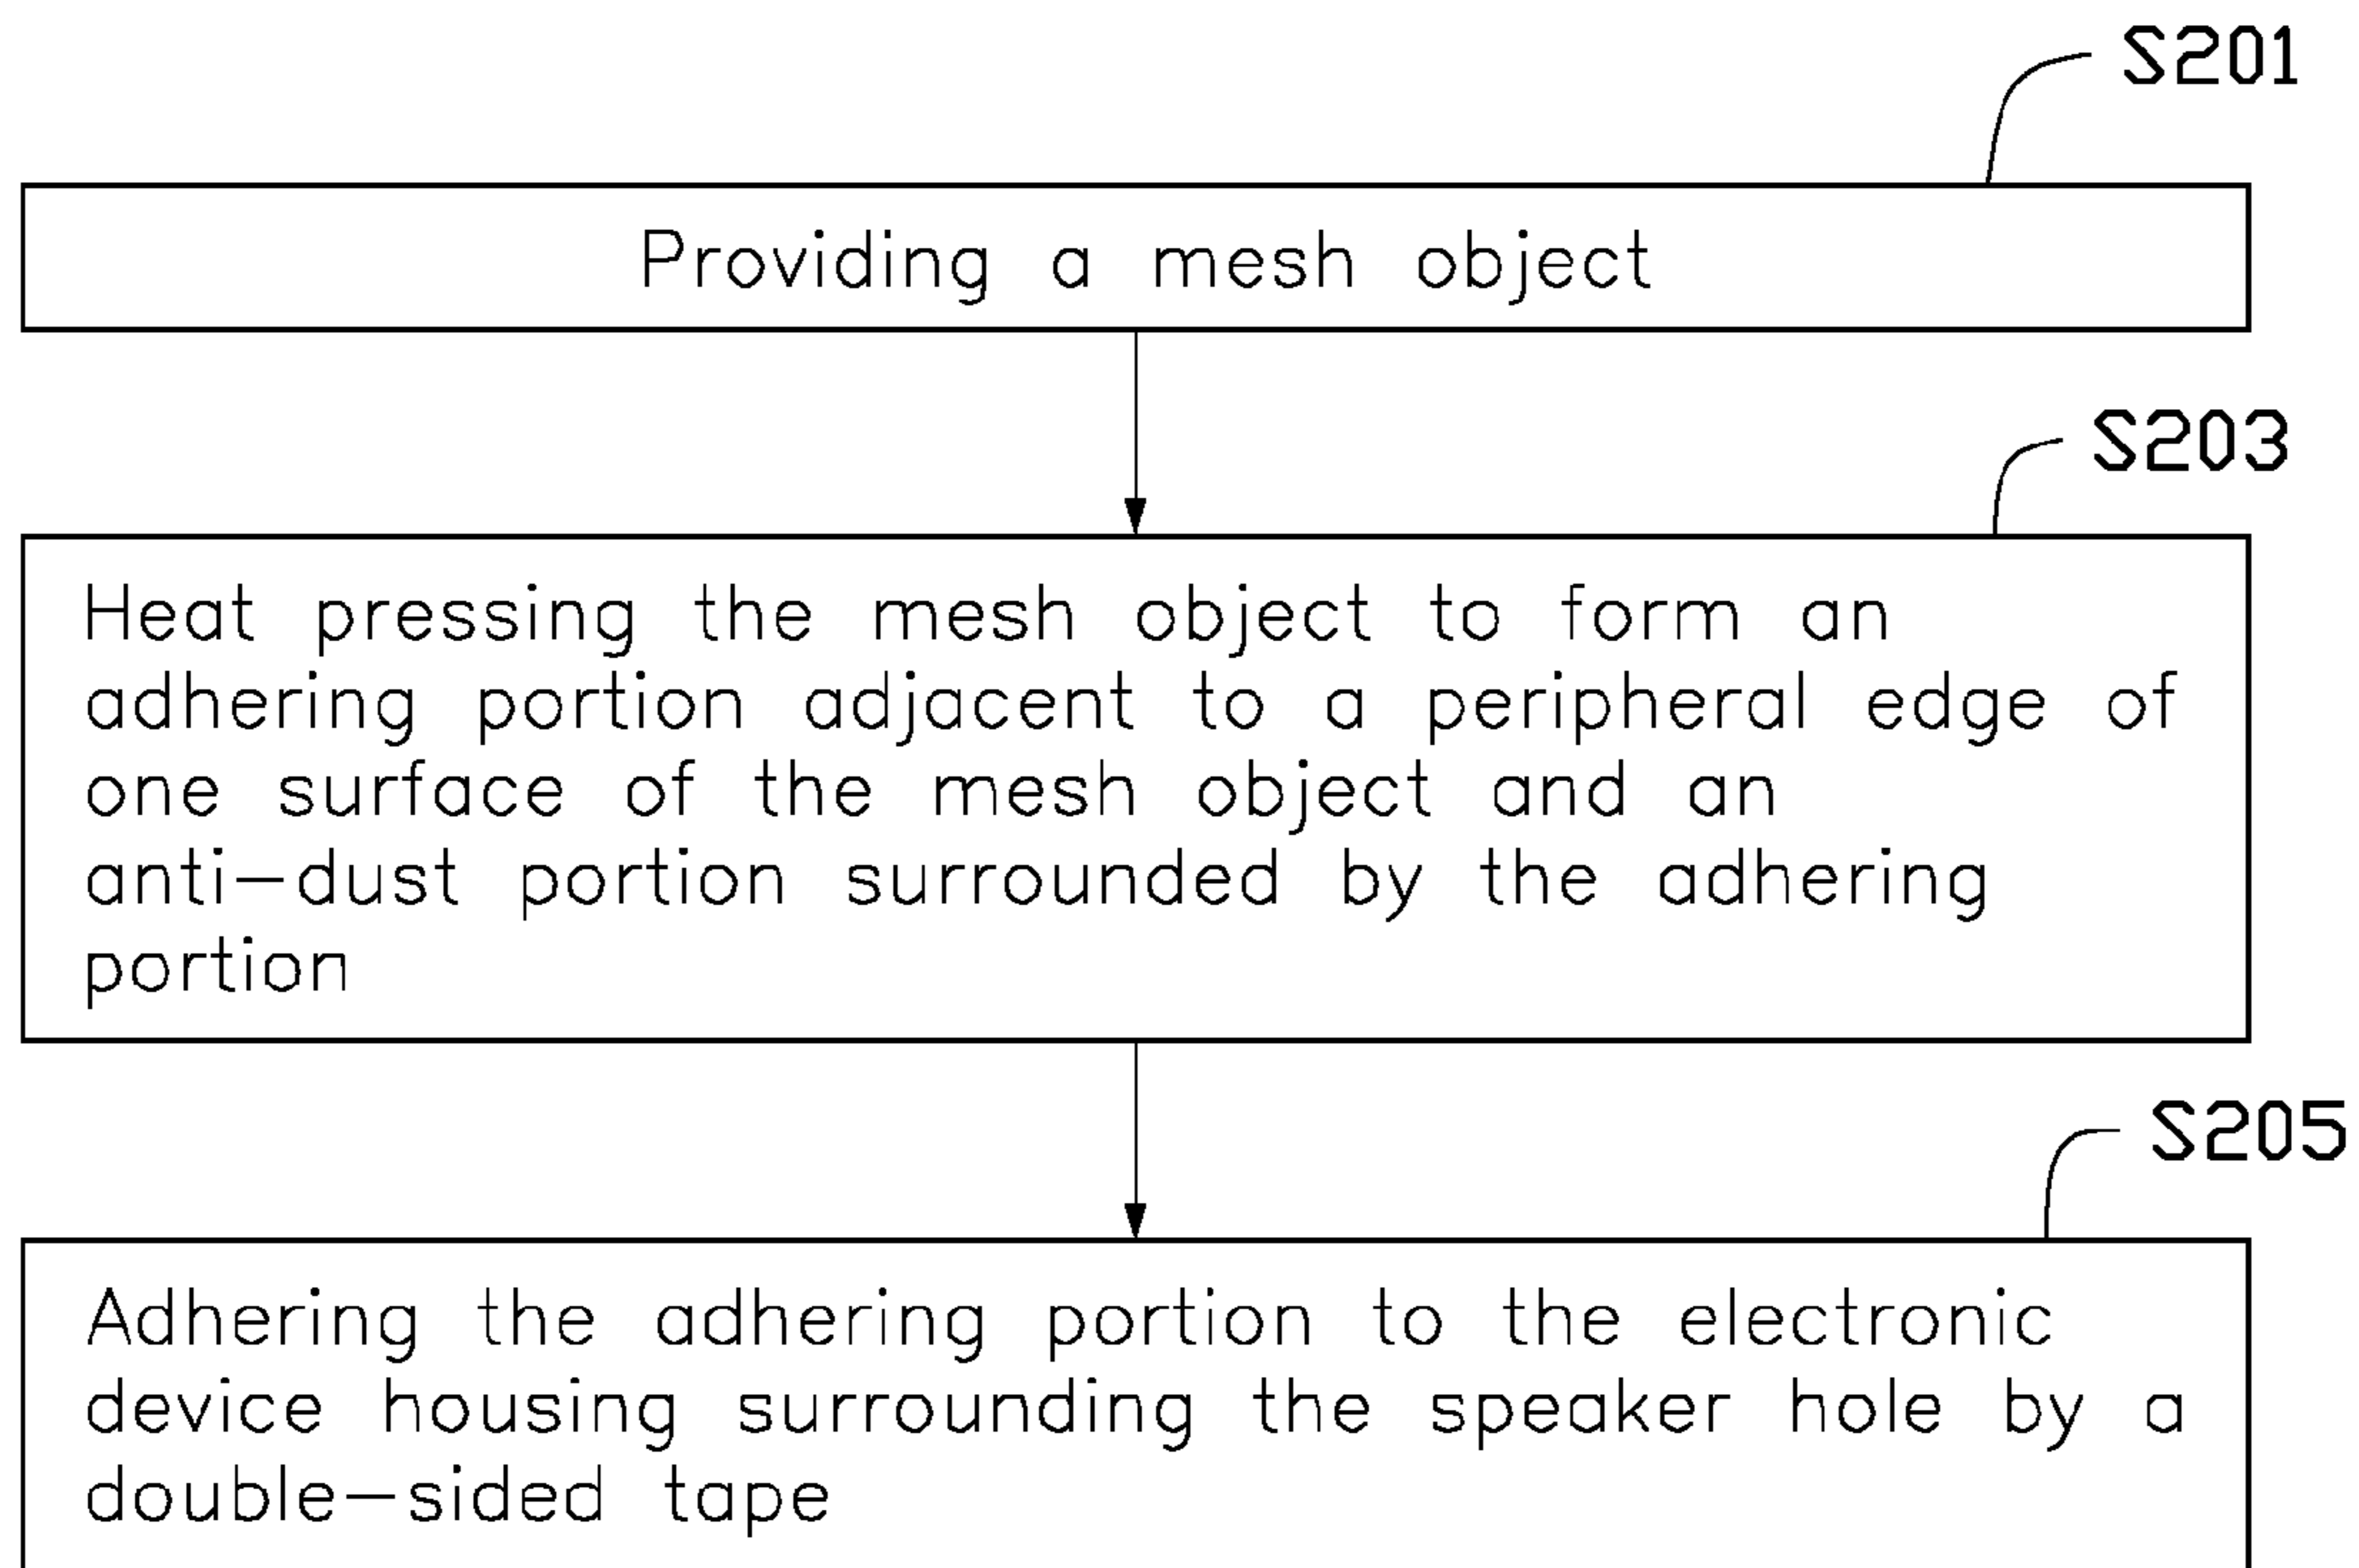 S201
Providing a mesh object
S203
Heat pressing the mesh object to form an
adhering portion adjacent to a peripheral edge of
one surface of the mesh object and an
anti-dust portion surrounded by the adhering
portion
S205
Adhering the adhering portion to the electronic
device housing surrounding the speaker hole by a
double-sided tape